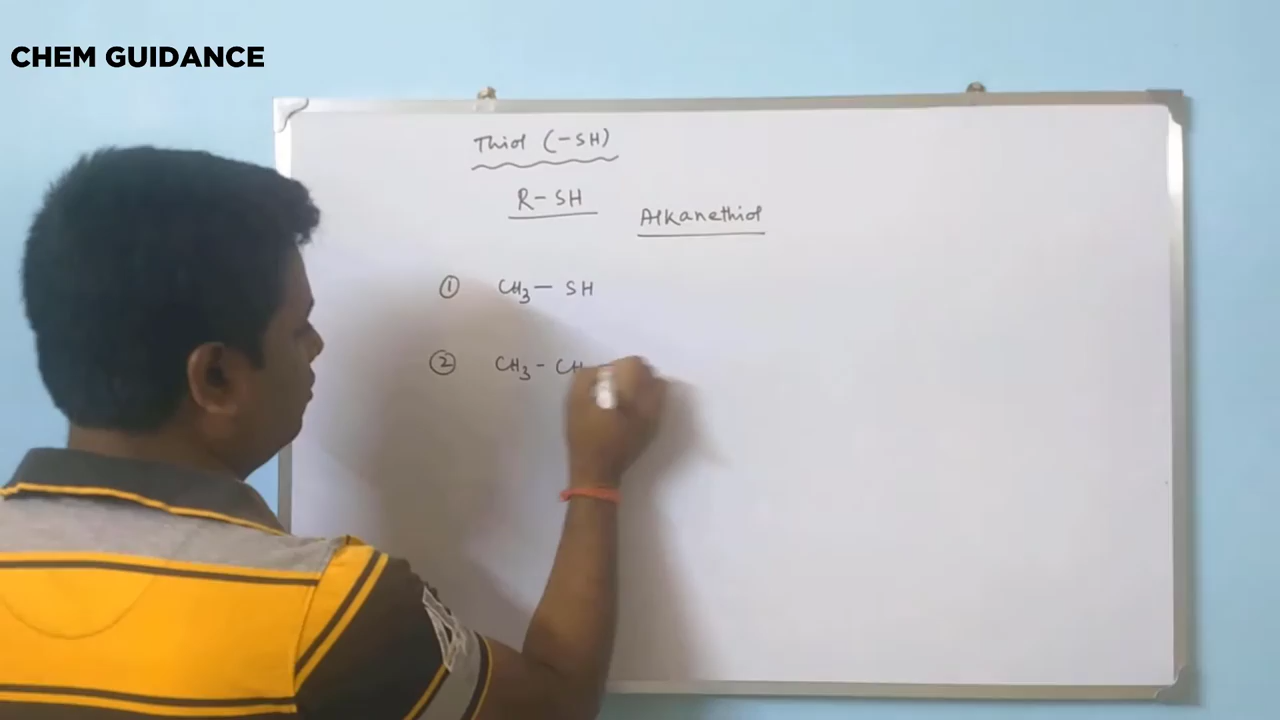 CHEM GUIDANCE
Thiol (-SH)
R-SH
Alkanethiol
① CH₃ — SH
② CH₃ - CH